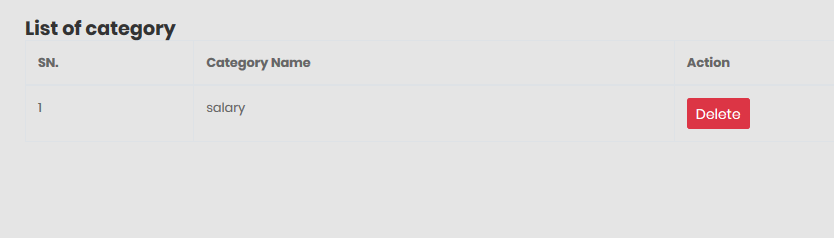 List of category
SN. Category Name Action
1 salary Delete